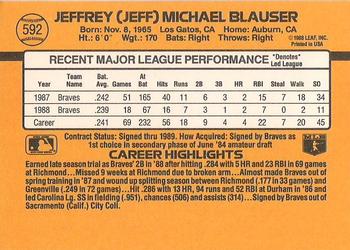 592
JEFFREY (JEFF) MICHAEL BLAUSER
Born: Nov. 8, 1965 Los Gatos, CA Home: Auburn, CA
Ht.: 6'0" Wgt.: 170 Bats: Right Throws: Right
© 1988 LEAF, INC.
PRINTED IN USA
RECENT MAJOR LEAGUE PERFORMANCE *Denotes* Led League
Year Team Name Bat Avg (At Bat) G R Hits 2B 3B HR RBI Steal Walk SO
1987 Braves .242 51 165 11 40 6 3 2 15 7 18 34
1988 Braves .239 18 67 7 16 3 1 2 7 0 2 11
Career .241 69 232 18 56 9 4 4 22 7 20 45
Contract Status: Signed thru 1989. How Acquired: Signed by Braves as
1st choice in secondary phase of June '84 amateur draft
CAREER HIGHLIGHTS
MLB
Earned late season trial as Braves' 2B in '88 after hitting .284 with 5 HR and 23 RBI in 69 games
at Richmond... Missed 9 weeks at Richmond due to broken arm... Almost made Braves out of
spring training in '87 and wound up splitting season between Richmond (.177 in 33 games) and
Greenville (.249 in 72 games)... Hit .286 with 13 HR, 94 runs and 52 RBI at Durham in '86 and
led Carolina Lg. SS in fielding (.951), chances (506) and assists (314)... Signed by Braves out of
Sacramento (Calif.) City Coll.